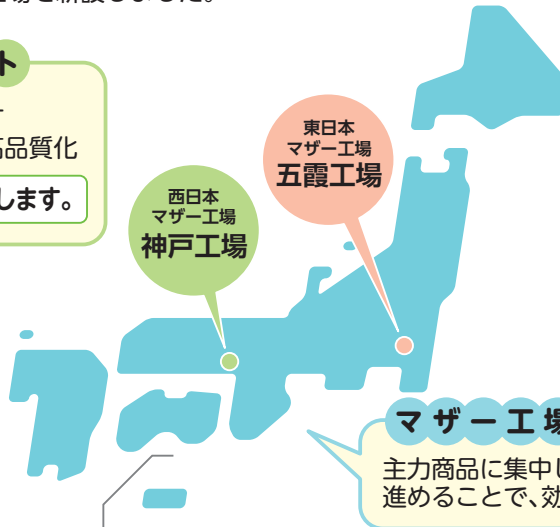 ト
高品質化
します。
東日本
マザー工場
五霞工場
西日本
マザー工場
神戸工場
マザー工場
主力商品に集中し
進めることで、効